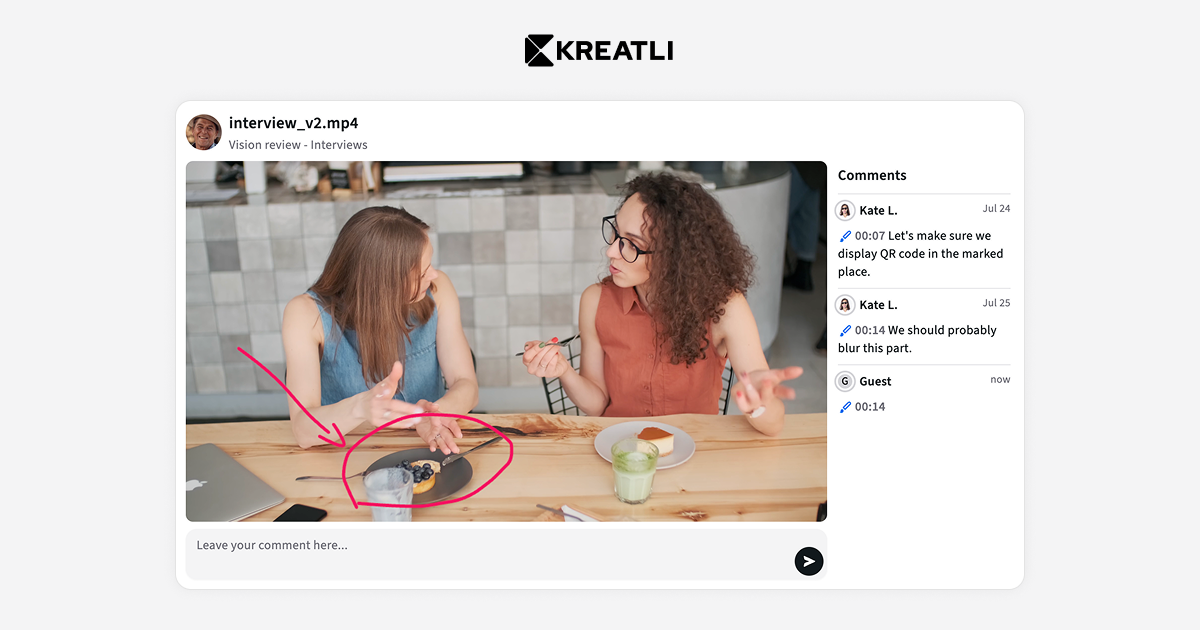 KREATLI
interview_v2.mp4
Vision review - Interviews
Comments
Kate L.
Jul 24
00:07 Let's make sure we
display QR code in the marked
place.
Kate L.
Jul 25
00:14 We should probably
blur this part.
G
Guest
now
00:14
Leave your comment here...